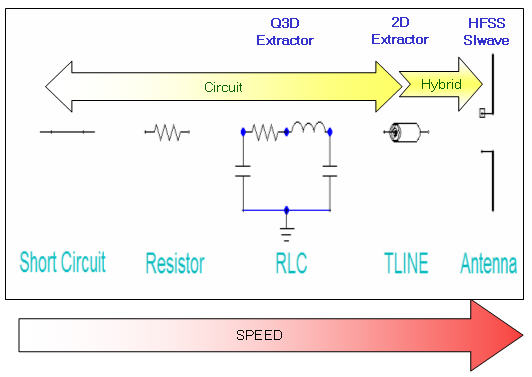 Q3D
Extractor
2D
Extractor
HFSS
SIwave
Circuit
Hybrid
Short Circuit
Resistor
RLC
TLINE
Antenna
SPEED